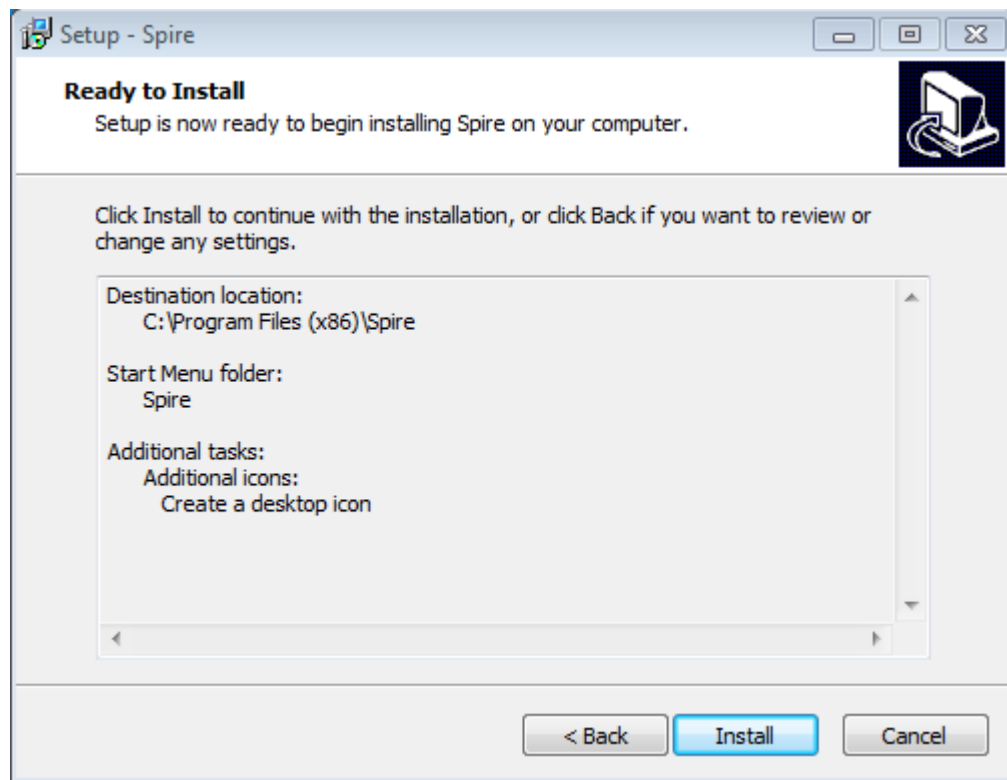 Setup - Spire
Ready to Install
Setup is now ready to begin installing Spire on your computer.
Click Install to continue with the installation, or click Back if you want to review or
change any settings.
Destination location:
C:\Program Files (x86)\Spire
Start Menu folder:
Spire
Additional tasks:
Additional icons:
Create a desktop icon
< Back
Install
Cancel